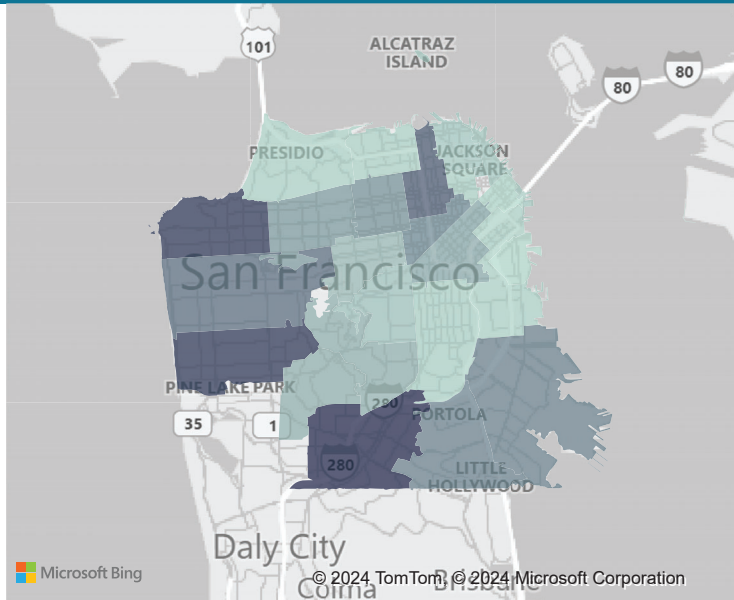 101
ALCATRAZ
ISLAND
80
80
PRESIDIO
JACKSON
SQUARE
San Francisco
PINE LAKE PARK
280
35
1
PORTOLA
280
LITTLE
HOLLYWOOD
Daly City
Microsoft Bing
© 2024 TomTom, © 2024 Microsoft Corporation
Colma
Brisbane